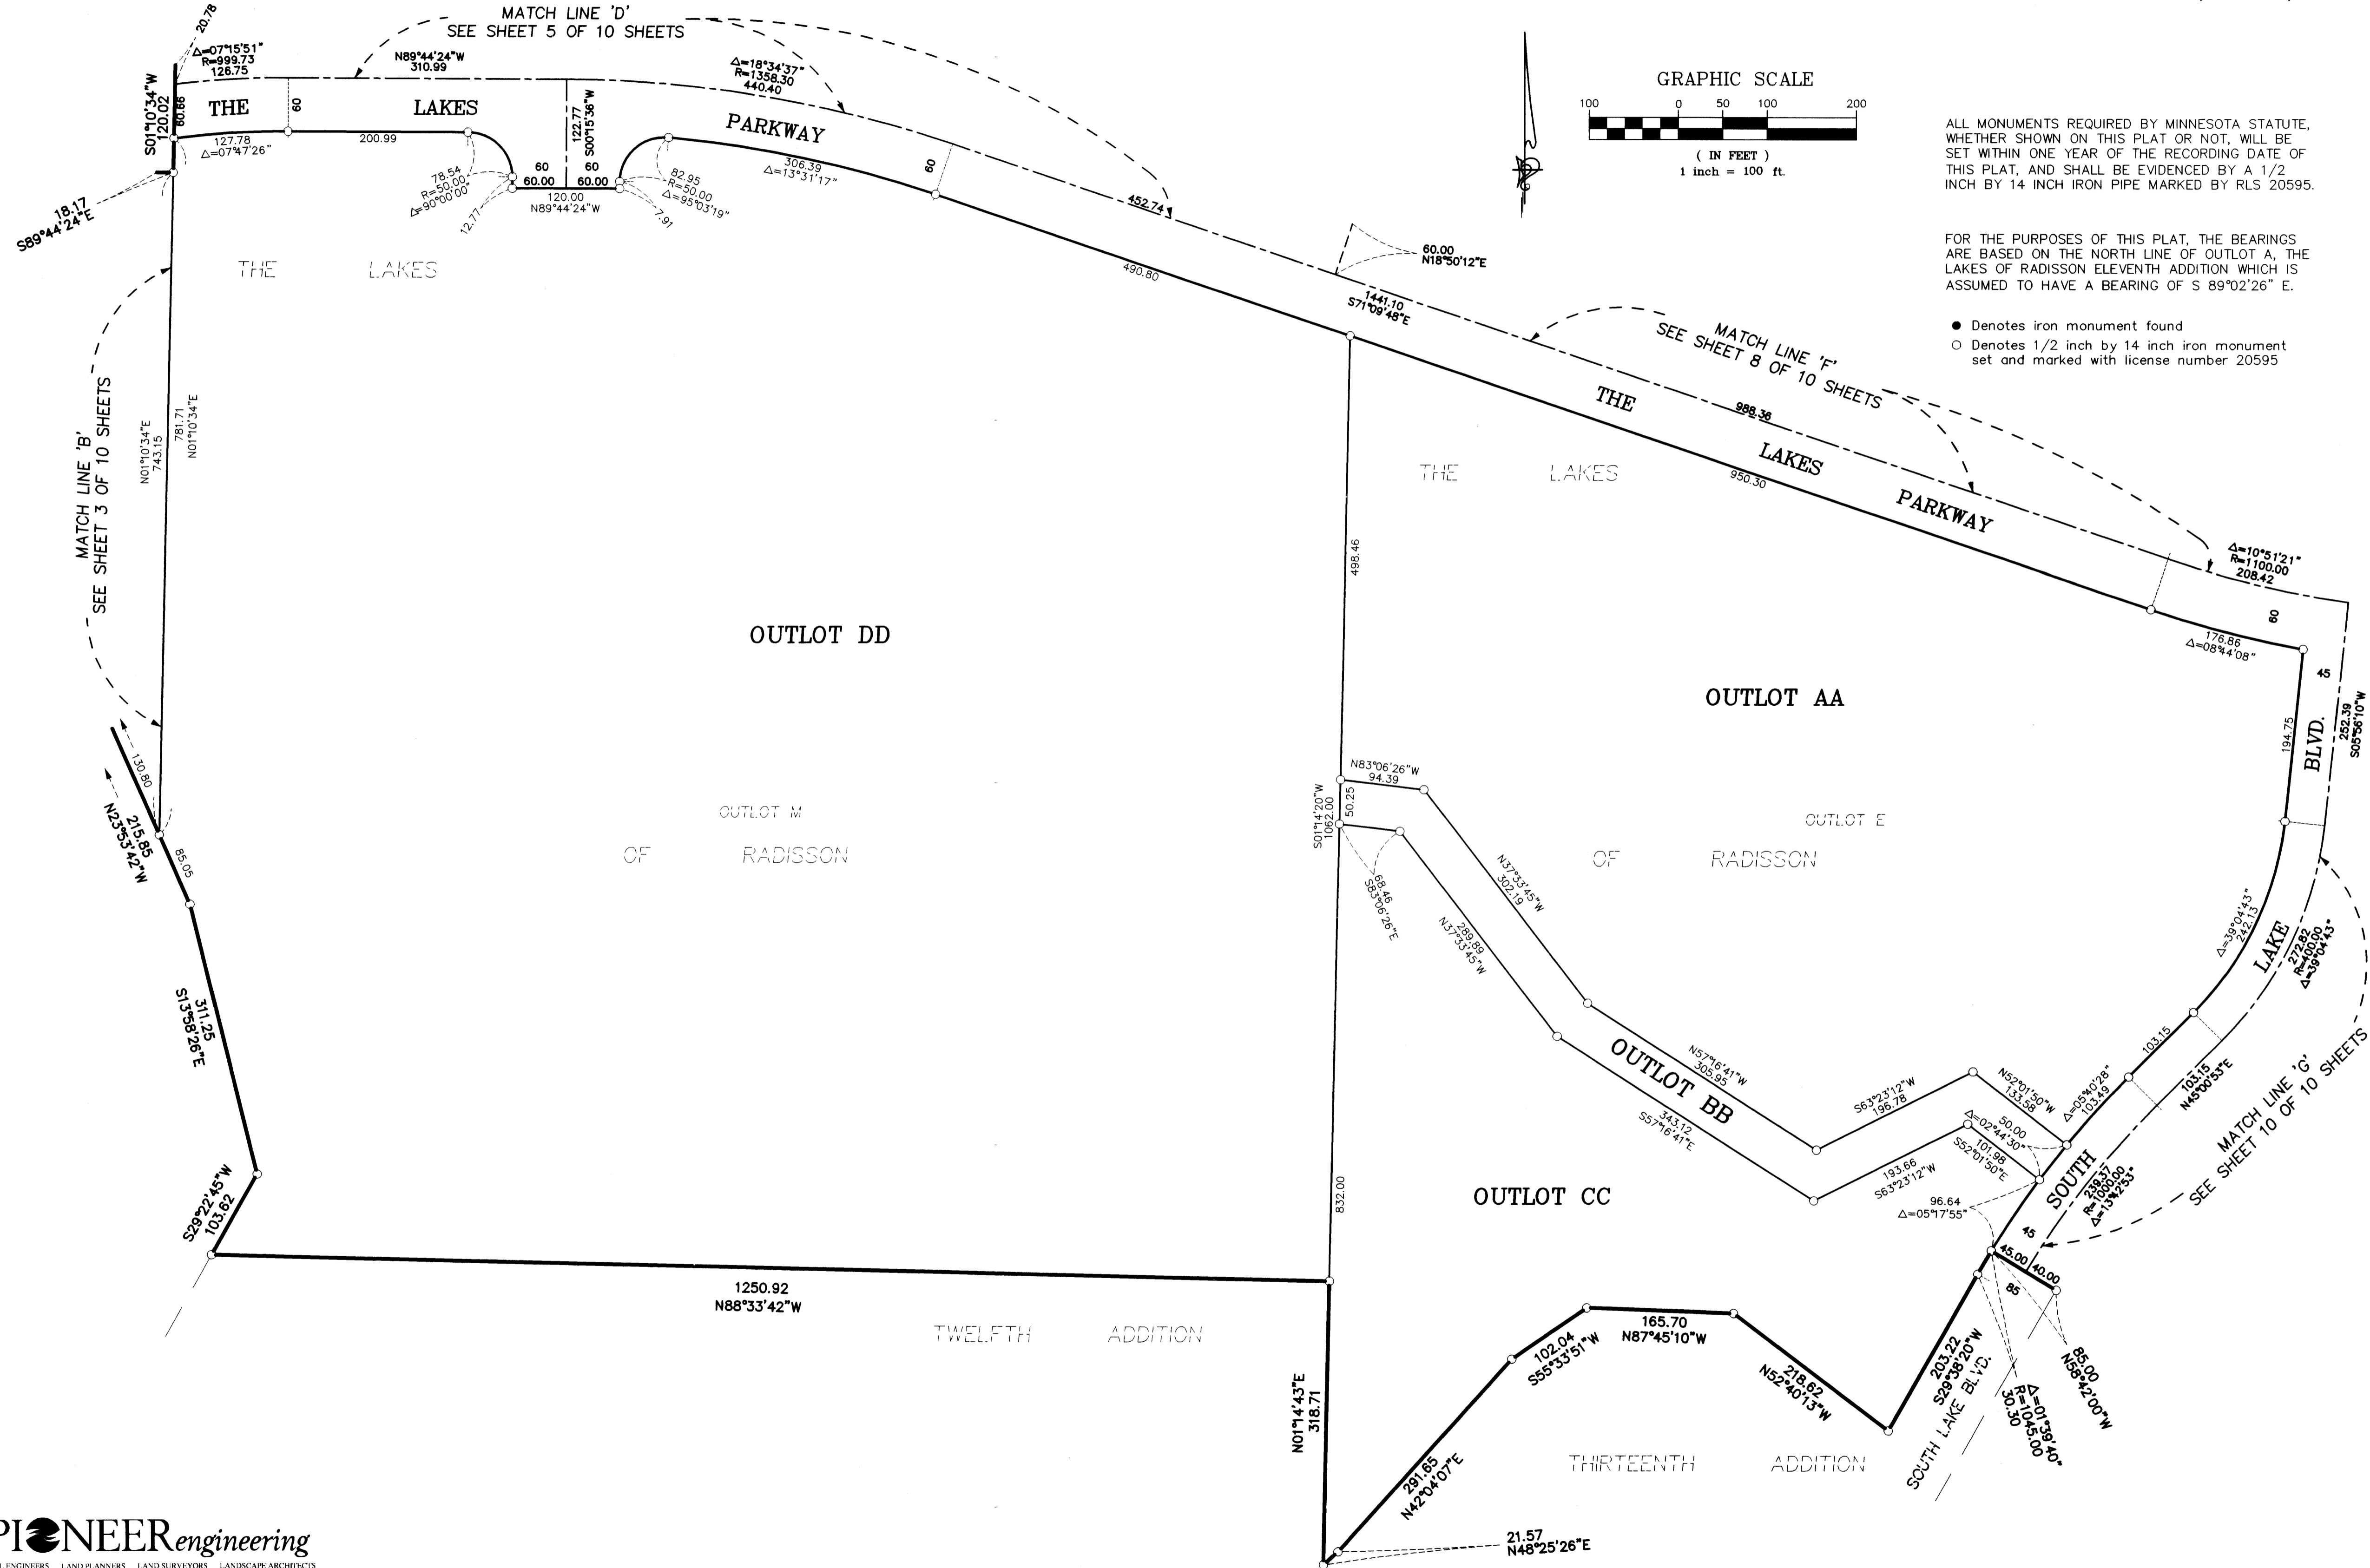 MATCH LINE 'D'
SEE SHEET 5 OF 10 SHEETS
20.78
Δ=07°15'51"
R=999.73
126.75
N89°44'24"W
310.99
Δ=18°34'37"
R=1358.30
440.40
S01°10'34"W
120.02
60.66
THE LAKES PARKWAY
60
127.78
Δ=07°47'26"
200.99
122.77
S00°15'36"W
60 60
60.00 60.00
120.00
N89°44'24"W
78.54
R=50.00
Δ=90°00'00"
12.77
82.95
R=50.00
Δ=95°03'19"
7.91
306.39
Δ=13°31'17"
60
452.74
18.17
S89°44'24"E
THE LAKES
490.80
60.00
N18°50'12"E
1441.10
S71°09'48"E
GRAPHIC SCALE
100 0 50 100 200
( IN FEET )
1 inch = 100 ft.
ALL MONUMENTS REQUIRED BY MINNESOTA STATUTE,
WHETHER SHOWN ON THIS PLAT OR NOT, WILL BE
SET WITHIN ONE YEAR OF THE RECORDING DATE OF
THIS PLAT, AND SHALL BE EVIDENCED BY A 1/2
INCH BY 14 INCH IRON PIPE MARKED BY RLS 20595.
FOR THE PURPOSES OF THIS PLAT, THE BEARINGS
ARE BASED ON THE NORTH LINE OF OUTLOT A, THE
LAKES OF RADISSON ELEVENTH ADDITION WHICH IS
ASSUMED TO HAVE A BEARING OF S 89°02'26" E.
● Denotes iron monument found
○ Denotes 1/2 inch by 14 inch iron monument
set and marked with license number 20595
MATCH LINE 'F'
SEE SHEET 8 OF 10 SHEETS
MATCH LINE 'B'
SEE SHEET 3 OF 10 SHEETS
N01°10'34"E
743.15
781.71
N01°10'34"E
THE LAKES PARKWAY
988.36
950.30
THE LAKES
498.46
Δ=10°51'21"
R=1100.00
208.42
60
176.86
Δ=08°44'08"
45
OUTLOT DD
OUTLOT AA
194.75
BLVD.
252.39
S05°56'10"W
130.80
215.85
N23°53'42"W
85.05
N83°06'26"W
94.39
50.25
S01°14'20"W
1062.00
OUTLOT M
OF RADISSON
OUTLOT E
OF RADISSON
68.46
S83°06'26"E
N37°33'45"W
302.19
289.89
N37°33'45"W
Δ=39°04'43"
242.13
LAKE
272.82
R=400.00
Δ=39°04'43"
311.25
S13°58'26"E
103.15
103.15
N45°00'53"E
MATCH LINE 'G'
SEE SHEET 10 OF 10 SHEETS
OUTLOT BB
N57°16'41"W
305.95
343.12
S57°16'41"E
S63°23'12"W
196.78
193.66
S63°23'12"W
N52°01'50"W
133.58
50.00
Δ=02°44'30"
101.98
S52°01'50"E
Δ=05°40'28"
103.49
96.64
Δ=05°17'55"
SOUTH
239.37
R=1000.00
Δ=13°42'53"
45
45.00 40.00
85
OUTLOT CC
832.00
S29°22'45"W
103.62
1250.92
N88°33'42"W
TWELFTH ADDITION
N01°14'43"E
318.71
165.70
N87°45'10"W
102.04
S55°33'51"W
218.62
N52°40'13"W
203.22
S29°38'20"W
SOUTH LAKE BLVD.
85.00
N58°42'00"W
Δ=01°39'40"
R=1045.00
30.30
291.65
N42°04'07"E
THIRTEENTH ADDITION
21.57
N48°25'26"E
PIONEERengineering
ENGINEERS LAND PLANNERS LAND SURVEYORS LANDSCAPE ARCHITECTS